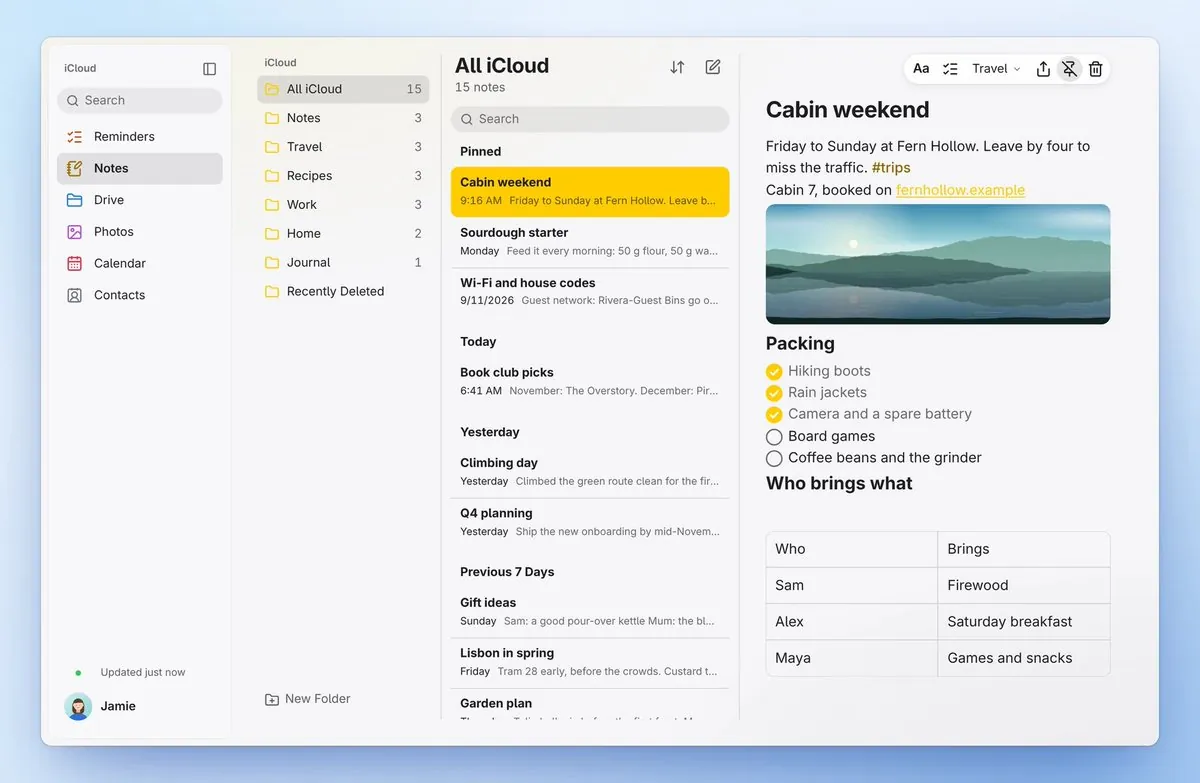 iCloud
Search
Reminders
Notes
Drive
Photos
Calendar
Contacts
Updated just now
Jamie
iCloud
All iCloud 15
Notes 3
Travel 3
Recipes 3
Work 3
Home 2
Journal 1
Recently Deleted
New Folder
All iCloud
15 notes
Search
Pinned
Cabin weekend
9:16 AM Friday to Sunday at Fern Hollow. Leave b...
Sourdough starter
Monday Feed it every morning: 50 g flour, 50 g wa...
Wi-Fi and house codes
9/11/2026 Guest network: Rivera-Guest Bins go o...
Today
Book club picks
6:41 AM November: The Overstory. December: Pir...
Yesterday
Climbing day
Yesterday Climbed the green route clean for the fir...
Q4 planning
Yesterday Ship the new onboarding by mid-Novem...
Previous 7 Days
Gift ideas
Sunday Sam: a good pour-over kettle Mum: the bl...
Lisbon in spring
Friday Tram 28 early, before the crowds. Custard t...
Garden plan
Aa Travel
Cabin weekend
Friday to Sunday at Fern Hollow. Leave by four to
miss the traffic. #trips
Cabin 7, booked on fernhollow.example
Packing
Hiking boots
Rain jackets
Camera and a spare battery
Board games
Coffee beans and the grinder
Who brings what
Who Brings
Sam Firewood
Alex Saturday breakfast
Maya Games and snacks